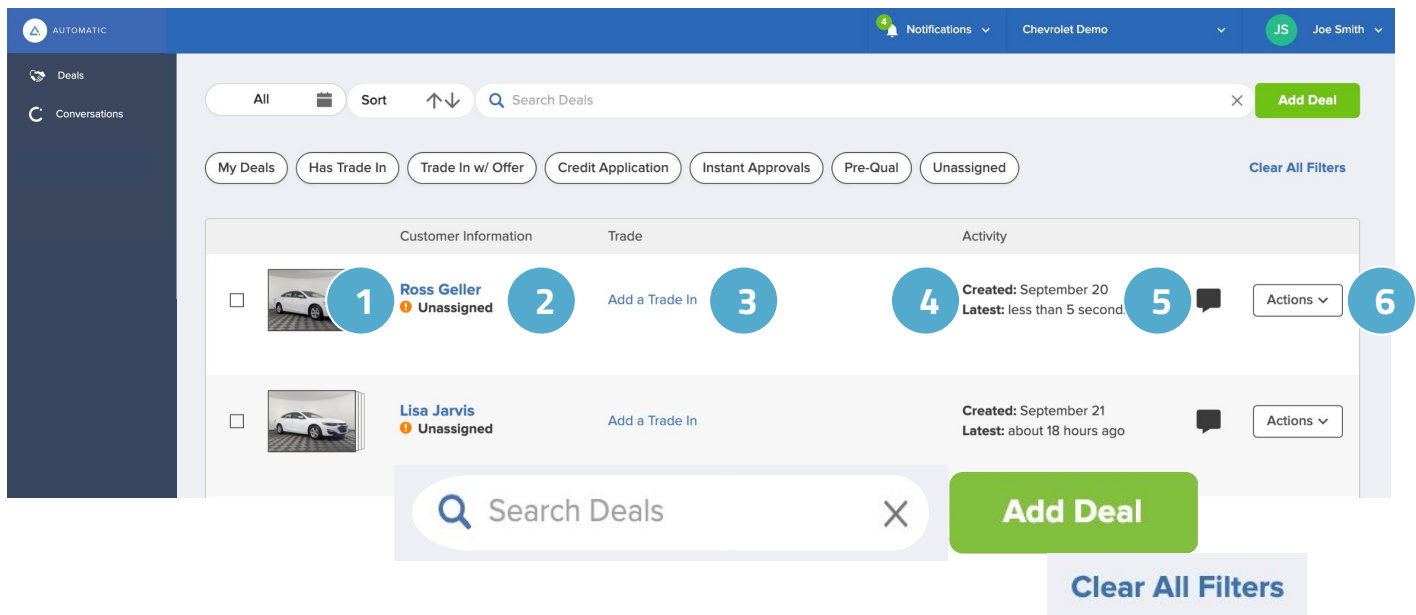 AUTOMATIC
4
Notifications
Chevrolet Demo
JS
Joe Smith
Deals
Conversations
All
Sort
Search Deals
Add Deal
My Deals
Has Trade In
Trade In w/ Offer
Credit Application
Instant Approvals
Pre-Qual
Unassigned
Clear All Filters
Customer Information
Trade
Activity
1
Ross Geller
Unassigned
2
Add a Trade In
3
4
Created: September 20
Latest: less than 5 second
5
Actions
6
Lisa Jarvis
Unassigned
Add a Trade In
Created: September 21
Latest: about 18 hours ago
Actions
Search Deals
Add Deal
Clear All Filters